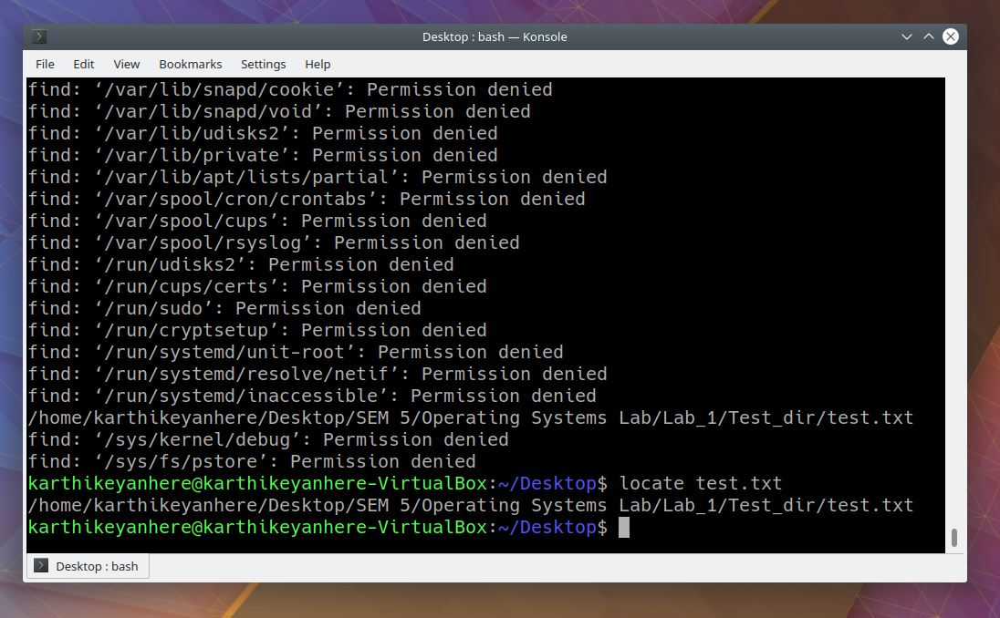 Desktop : bash — Konsole
File Edit View Bookmarks Settings Help
find: ‘/var/lib/snapd/cookie’: Permission denied
find: ‘/var/lib/snapd/void’: Permission denied
find: ‘/var/lib/udisks2’: Permission denied
find: ‘/var/lib/private’: Permission denied
find: ‘/var/lib/apt/lists/partial’: Permission denied
find: ‘/var/spool/cron/crontabs’: Permission denied
find: ‘/var/spool/cups’: Permission denied
find: ‘/var/spool/rsyslog’: Permission denied
find: ‘/run/udisks2’: Permission denied
find: ‘/run/cups/certs’: Permission denied
find: ‘/run/sudo’: Permission denied
find: ‘/run/cryptsetup’: Permission denied
find: ‘/run/systemd/unit-root’: Permission denied
find: ‘/run/systemd/resolve/netif’: Permission denied
find: ‘/run/systemd/inaccessible’: Permission denied
/home/karthikeyanhere/Desktop/SEM 5/Operating Systems Lab/Lab_1/Test_dir/test.txt
find: ‘/sys/kernel/debug’: Permission denied
find: ‘/sys/fs/pstore’: Permission denied
karthikeyanhere@karthikeyanhere-VirtualBox:~/Desktop$ locate test.txt
/home/karthikeyanhere/Desktop/SEM 5/Operating Systems Lab/Lab_1/Test_dir/test.txt
karthikeyanhere@karthikeyanhere-VirtualBox:~/Desktop$
Desktop : bash